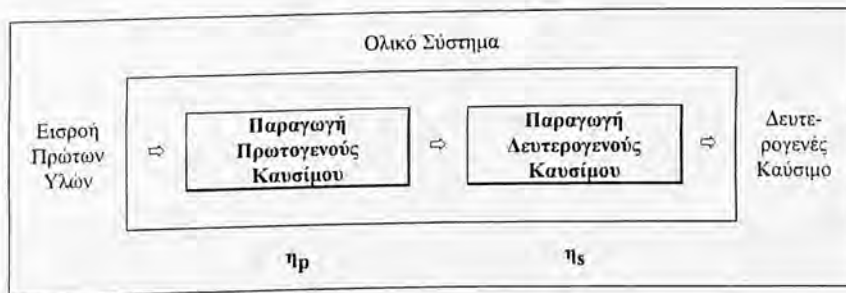 Ολικό Σύστημα
Εισροή
Πρώτων
Υλών
⇨
Παραγωγή
Πρωτογενούς
Καυσίμου
⇨
Παραγωγή
Δευτερογενούς
Καυσίμου
⇨
Δευτε-
ρογενές
Καύσιμο
ηp
ηs